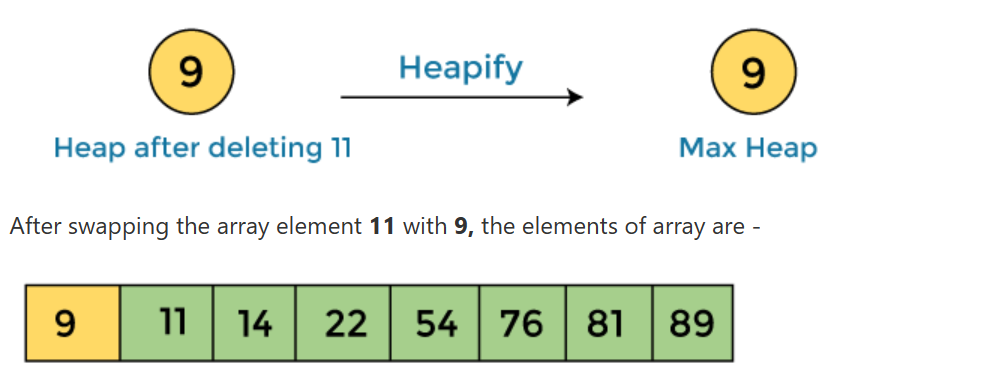 9 Heapify 9
Heap after deleting 11 Max Heap
After swapping the array element 11 with 9, the elements of array are -
9 11 14 22 54 76 81 89